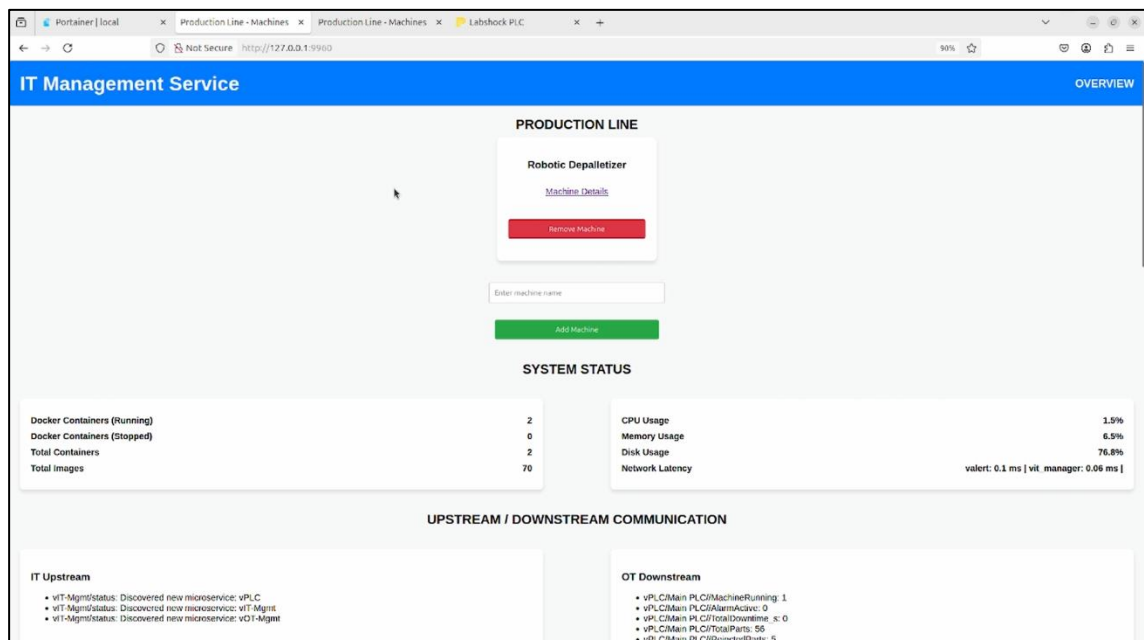 Portainer | local
Production Line - Machines
Production Line - Machines
Labshock PLC
Not Secure http://127.0.0.1:9960
90%
IT Management Service
OVERVIEW
PRODUCTION LINE
Robotic Depalletizer
Machine Details
Remove Machine
Enter machine name
Add Machine
SYSTEM STATUS
Docker Containers (Running) 2
Docker Containers (Stopped) 0
Total Containers 2
Total Images 70
CPU Usage 1.5%
Memory Usage 6.5%
Disk Usage 76.8%
Network Latency valert: 0.1 ms | vit_manager: 0.06 ms |
UPSTREAM / DOWNSTREAM COMMUNICATION
IT Upstream
• vIT-Mgmt/status: Discovered new microservice: vPLC
• vIT-Mgmt/status: Discovered new microservice: vIT-Mgmt
• vIT-Mgmt/status: Discovered new microservice: vOT-Mgmt
OT Downstream
• vPLC/Main PLC//MachineRunning: 1
• vPLC/Main PLC//AlarmActive: 0
• vPLC/Main PLC//TotalDowntime_s: 0
• vPLC/Main PLC//TotalParts: 56
• vPLC/Main PLC//RejectedParts: 5